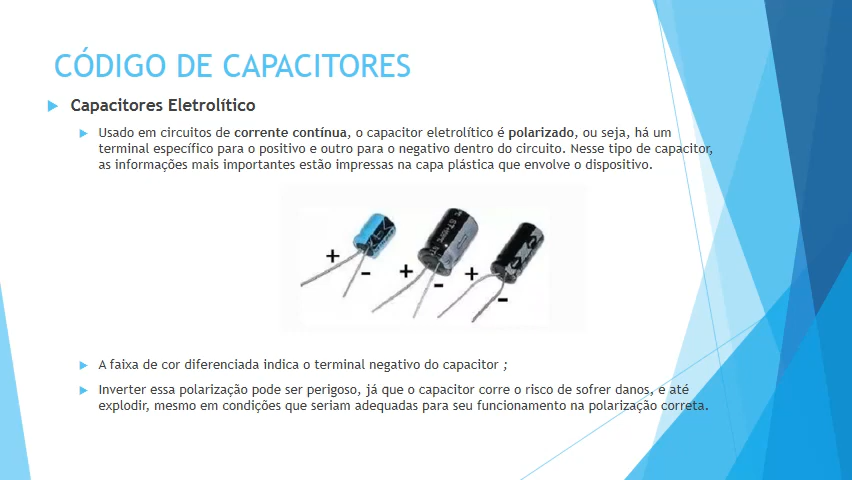 CÓDIGO DE CAPACITORES
Capacitores Eletrolítico
Usado em circuitos de corrente contínua, o capacitor eletrolítico é polarizado, ou seja, há um
terminal específico para o positivo e outro para o negativo dentro do circuito. Nesse tipo de capacitor,
as informações mais importantes estão impressas na capa plástica que envolve o dispositivo.
+
-
+
-
+
-
A faixa de cor diferenciada indica o terminal negativo do capacitor ;
Inverter essa polarização pode ser perigoso, já que o capacitor corre o risco de sofrer danos, e até
explodir, mesmo em condições que seriam adequadas para seu funcionamento na polarização correta.